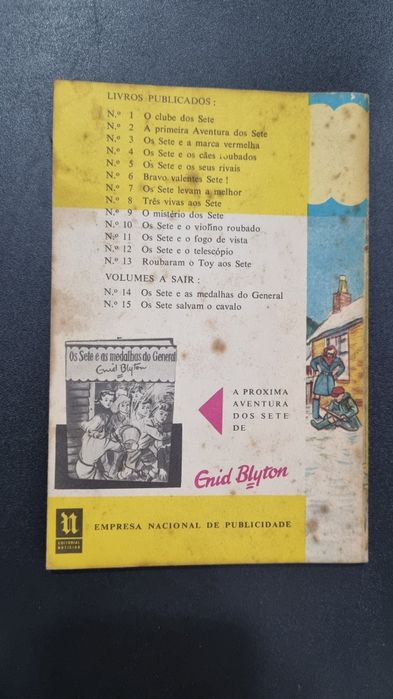 LIVROS PUBLICADOS :
N.º 1 O clube dos Sete
N.º 2 A primeira Aventura dos Sete
N.º 3 Os Sete e a marca vermelha
N.º 4 Os Sete e os cães roubados
N.º 5 Os Sete e os seus rivais
N.º 6 Bravo valentes Sete !
N.º 7 Os Sete levam a melhor
N.º 8 Três vivas aos Sete
N.º 9 O mistério dos Sete
N.º 10 Os Sete e o violino roubado
N.º 11 Os Sete e o fogo de vista
N.º 12 Os Sete e o telescópio
N.º 13 Roubaram o Toy aos Sete
VOLUMES A SAIR :
N.º 14 Os Sete e as medalhas do General
N.º 15 Os Sete salvam o cavalo
Os Sete e as medalhas do General
Enid Blyton
A PROXIMA
AVENTURA
DOS SETE
DE
Enid Blyton
n
EDITORIAL
NOTÍCIAS
EMPRESA NACIONAL DE PUBLICIDADE